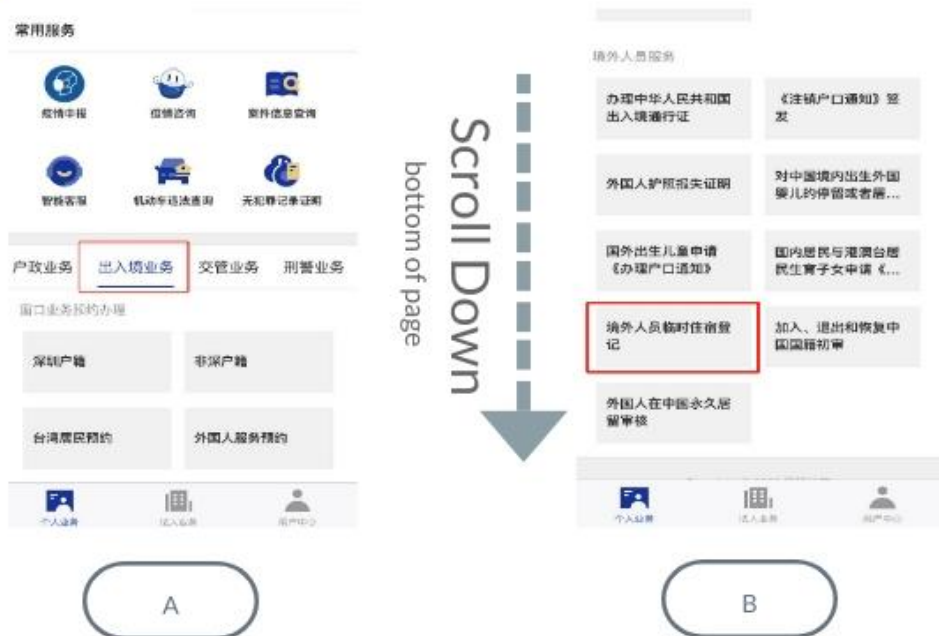 常用服务
疫情申报
疫情咨询
案件信息查询
智能客服
机动车违法查询
无犯罪记录证明
户政业务
出入境业务
交管业务
刑警业务
窗口业务预约办理
深圳户籍
非深户籍
台湾居民预约
外国人服务预约
个人业务
法人业务
用户中心
A
Scroll Down
bottom of page
境外人员服务
办理中华人民共和国
出入境通行证
《注销户口通知》签
发
外国人护照报失证明
对中国境内出生外国
婴儿的停留或者居...
国外出生儿童申请
《办理户口通知》
国内居民与港澳台居
民生育子女申请《...
境外人员临时住宿登
记
加入、退出和恢复中
国国籍初审
外国人在中国永久居
留审核
个人业务
法人业务
用户中心
B